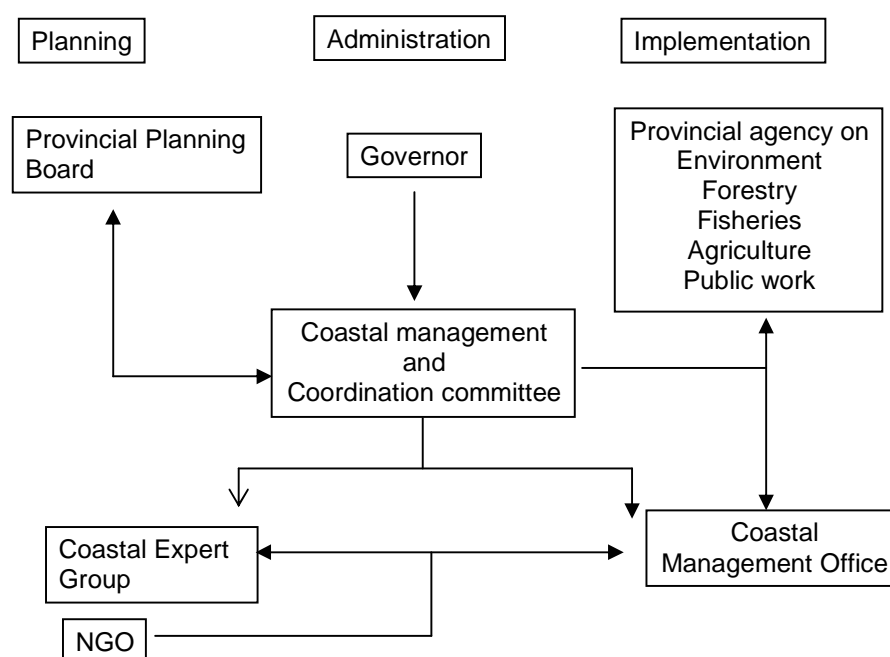 Planning
Administration
Implementation
Provincial Planning
Board
Governor
Provincial agency on
Environment
Forestry
Fisheries
Agriculture
Public work
Coastal management
and
Coordination committee
Coastal Expert
Group
Coastal
Management Office
NGO